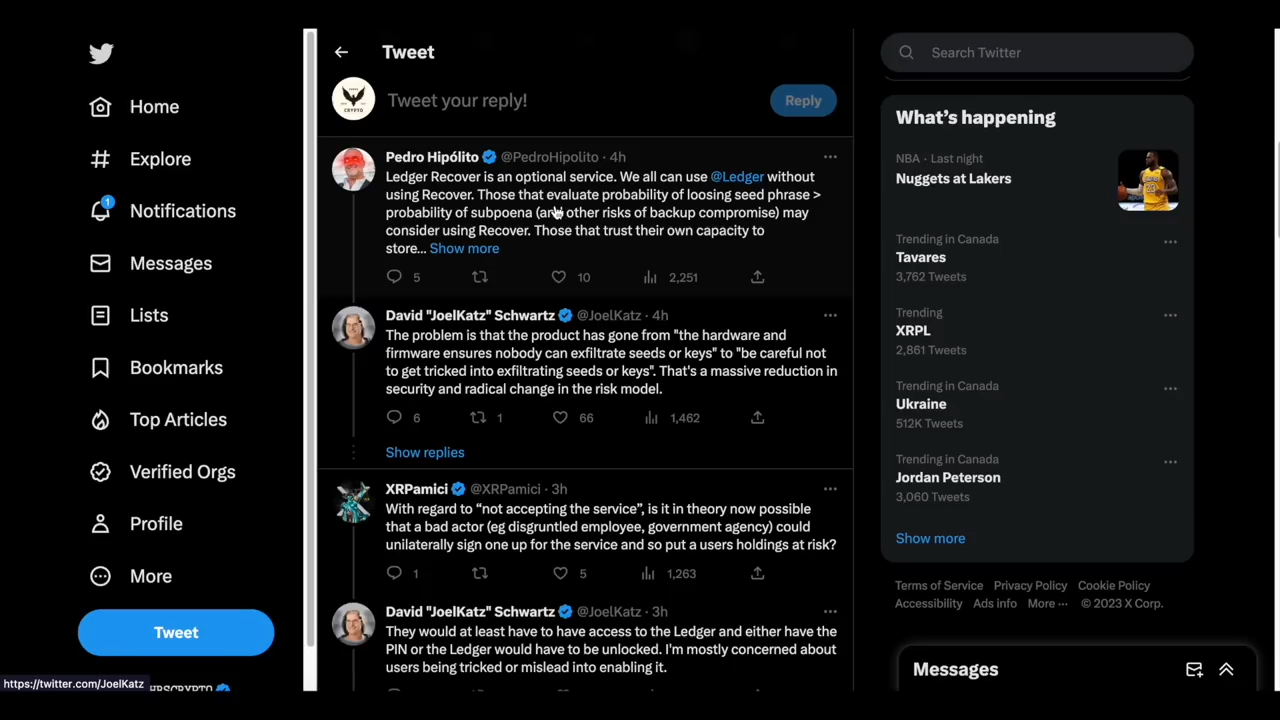 Home
Explore
1
Notifications
Messages
Lists
Bookmarks
Top Articles
Verified Orgs
Profile
More
Tweet
https://twitter.com/JoelKatz
Tweet
Tweet your reply!
Reply
Pedro Hipólito @PedroHipolito · 4h
Ledger Recover is an optional service. We all can use @Ledger without
using Recover. Those that evaluate probability of loosing seed phrase >
probability of subpoena (and other risks of backup compromise) may
consider using Recover. Those that trust their own capacity to
store... Show more
5 10 2,251
David "JoelKatz" Schwartz @JoelKatz · 4h
The problem is that the product has gone from "the hardware and
firmware ensures nobody can exfiltrate seeds or keys" to "be careful not
to get tricked into exfiltrating seeds or keys". That's a massive reduction in
security and radical change in the risk model.
6 1 66 1,462
Show replies
XRPamici @XRPamici · 3h
With regard to “not accepting the service”, is it in theory now possible
that a bad actor (eg disgruntled employee, government agency) could
unilaterally sign one up for the service and so put a users holdings at risk?
1 5 1,263
David "JoelKatz" Schwartz @JoelKatz · 3h
They would at least have to have access to the Ledger and either have the
PIN or the Ledger would have to be unlocked. I'm mostly concerned about
users being tricked or mislead into enabling it.
Search Twitter
What's happening
NBA · Last night
Nuggets at Lakers
Trending in Canada
Tavares
3,762 Tweets
Trending
XRPL
2,861 Tweets
Trending in Canada
Ukraine
512K Tweets
Trending in Canada
Jordan Peterson
3,060 Tweets
Show more
Terms of Service Privacy Policy Cookie Policy
Accessibility Ads info More ··· © 2023 X Corp.
Messages